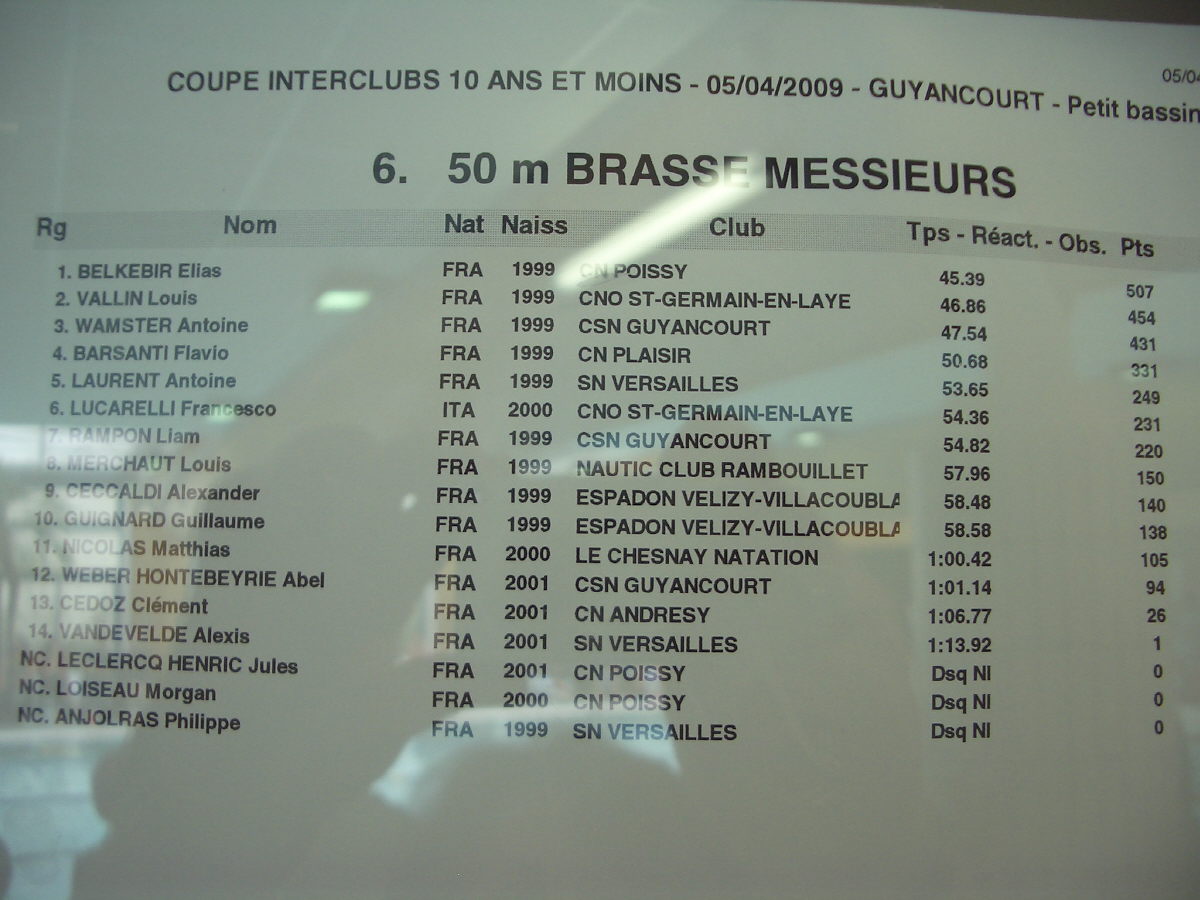 05/04
COUPE INTERCLUBS 10 ANS ET MOINS - 05/04/2009 - GUYANCOURT - Petit bassin
6. 50 m BRASSE MESSIEURS
Rg Nom Nat Naiss Club Tps - Réact. - Obs. Pts
1. BELKEBIR Elias FRA 1999 CN POISSY 45.39 507
2. VALLIN Louis FRA 1999 CNO ST-GERMAIN-EN-LAYE 46.86 454
3. WAMSTER Antoine FRA 1999 CSN GUYANCOURT 47.54 431
4. BARSANTI Flavio FRA 1999 CN PLAISIR 50.68 331
5. LAURENT Antoine FRA 1999 SN VERSAILLES 53.65 249
6. LUCARELLI Francesco ITA 2000 CNO ST-GERMAIN-EN-LAYE 54.36 231
7. RAMPON Liam FRA 1999 CSN GUYANCOURT 54.82 220
8. MERCHAUT Louis FRA 1999 NAUTIC CLUB RAMBOUILLET 57.96 150
9. CECCALDI Alexander FRA 1999 ESPADON VELIZY-VILLACOUBLA 58.48 140
10. GUIGNARD Guillaume FRA 1999 ESPADON VELIZY-VILLACOUBLA 58.58 138
11. NICOLAS Matthias FRA 2000 LE CHESNAY NATATION 1:00.42 105
12. WEBER HONTEBEYRIE Abel FRA 2001 CSN GUYANCOURT 1:01.14 94
13. CEDOZ Clément FRA 2001 CN ANDRESY 1:06.77 26
14. VANDEVELDE Alexis FRA 2001 SN VERSAILLES 1:13.92 1
NC. LECLERCQ HENRIC Jules FRA 2001 CN POISSY Dsq NI 0
NC. LOISEAU Morgan FRA 2000 CN POISSY Dsq NI 0
NC. ANJOLRAS Philippe FRA 1999 SN VERSAILLES Dsq NI 0